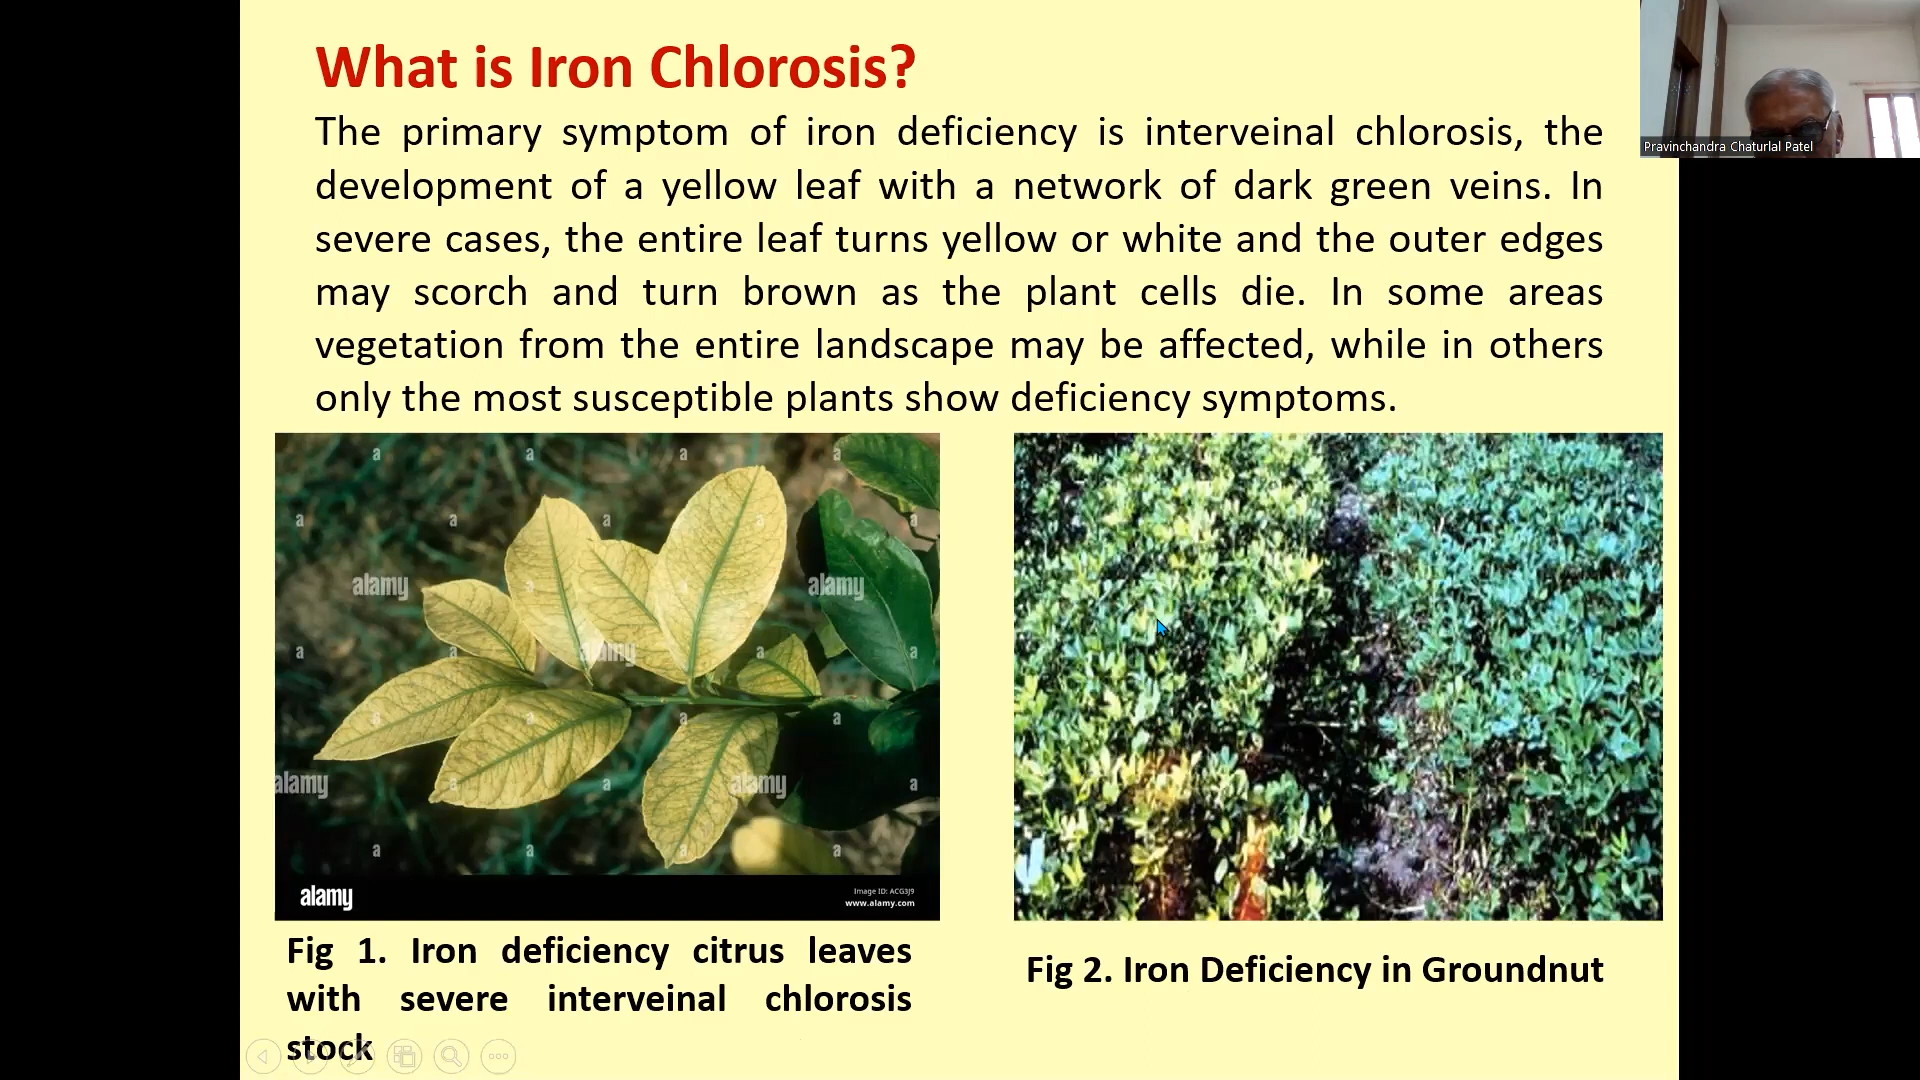 What is Iron Chlorosis?
The primary symptom of iron deficiency is interveinal chlorosis, the
development of a yellow leaf with a network of dark green veins. In
severe cases, the entire leaf turns yellow or white and the outer edges
may scorch and turn brown as the plant cells die. In some areas
vegetation from the entire landscape may be affected, while in others
only the most susceptible plants show deficiency symptoms.
Pravinchandra Chaturlal Patel
a a a a
a a a a a
alamy alamy
a a
a alamy a a
a a a
alamy a alamy a
a a a
alamy
Image ID: ACG3J9
www.alamy.com
Fig 1. Iron deficiency citrus leaves
with severe interveinal chlorosis
stock
Fig 2. Iron Deficiency in Groundnut